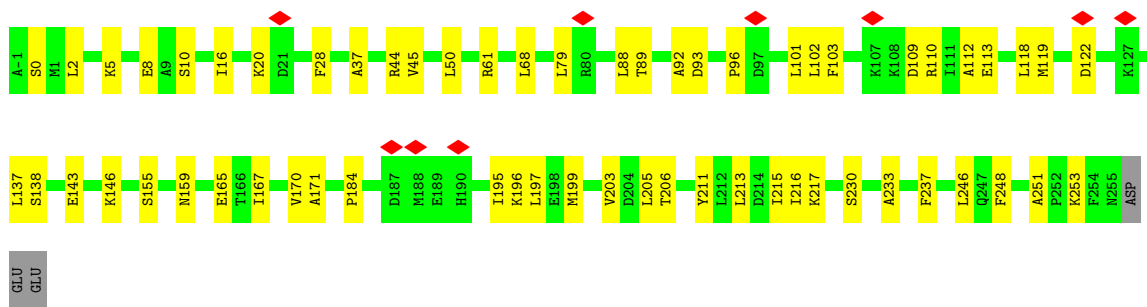 A-1 S0 M1 L2 K5 E8 A9 S10 I16 K20 D21 F28 A37 R44 V45 L50 R61 L68 L79 R80 L88 T89 A92 D93 P96 D97 L101 L102 F103 K107 K108 D109 R110 I111 A112 E113 L118 M119 D122 K127
L137 S138 E143 K146 S155 N159 E165 T166 I167 V170 A171 P184 D187 M188 E189 H190 I195 K196 L197 E198 M199 V203 D204 L205 T206 Y211 L212 L213 D214 I215 I216 K217 S230 A233 F237 L246 Q247 F248 A251 P252 K253 F254 N255 ASP
GLU GLU